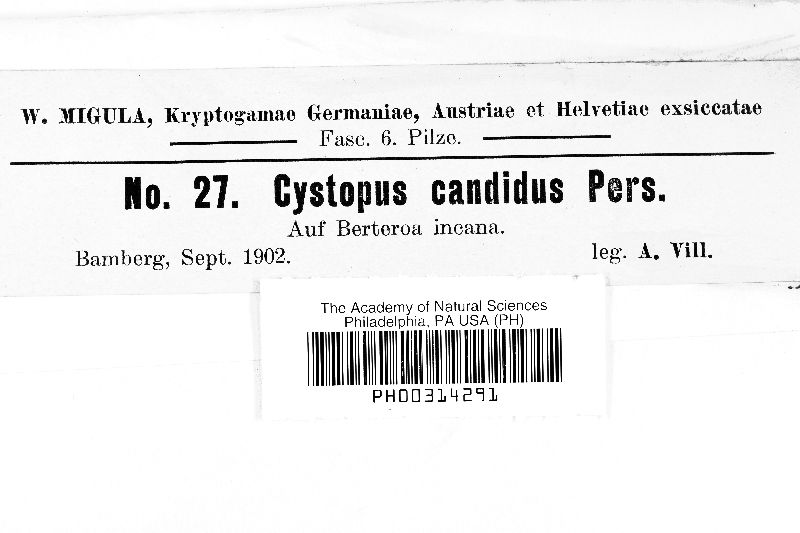 W. MIGULA, Kryptogamae Germaniae, Austriae et Helvetiae exsiccatae
Fasc. 6. Pilze.
No. 27. Cystopus candidus Pers.
Auf Berteroa incana.
Bamberg, Sept. 1902. leg. A. Vill.
The Academy of Natural Sciences
Philadelphia, PA USA (PH)
PH00314291